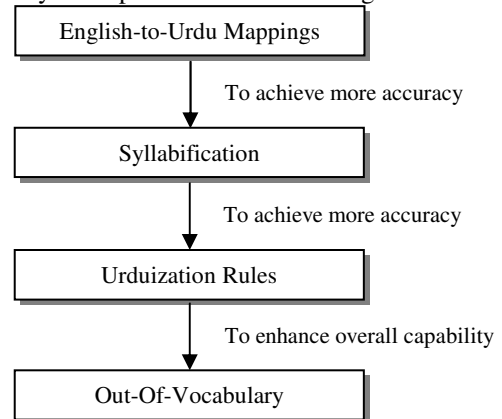 English-to-Urdu Mappings
To achieve more accuracy
Syllabification
To achieve more accuracy
Urduization Rules
To enhance overall capability
Out-Of-Vocabulary